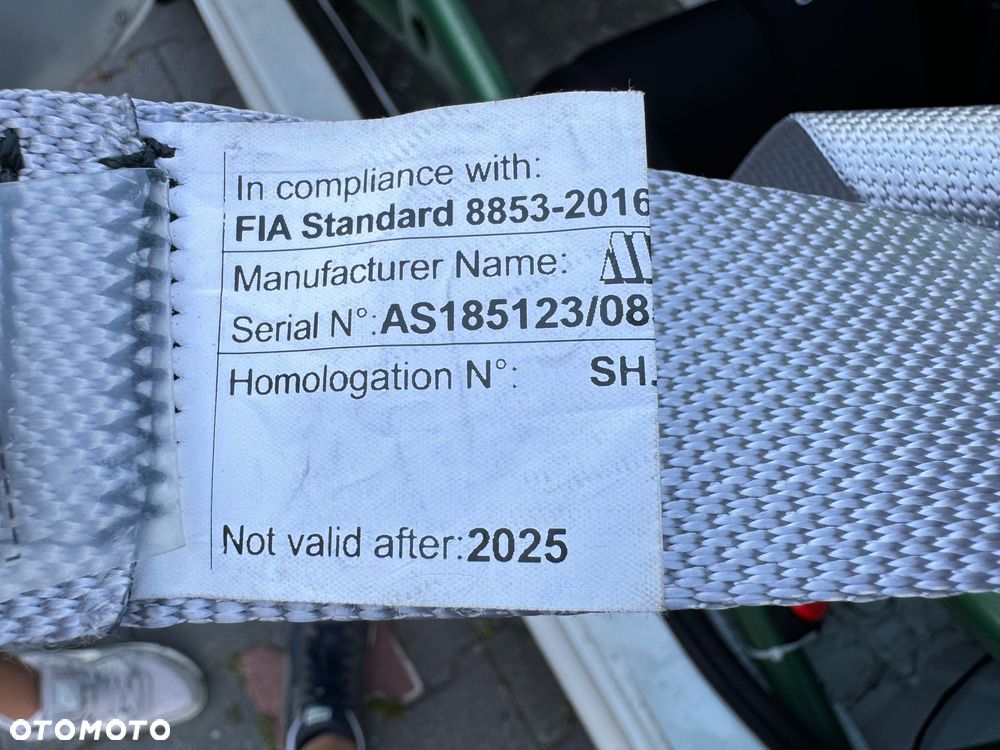 In compliance with:
FIA Standard 8853-2016
Manufacturer Name:
Serial N°:AS185123/08
Homologation N°: SH.
Not valid after:2025
OTOMOTO